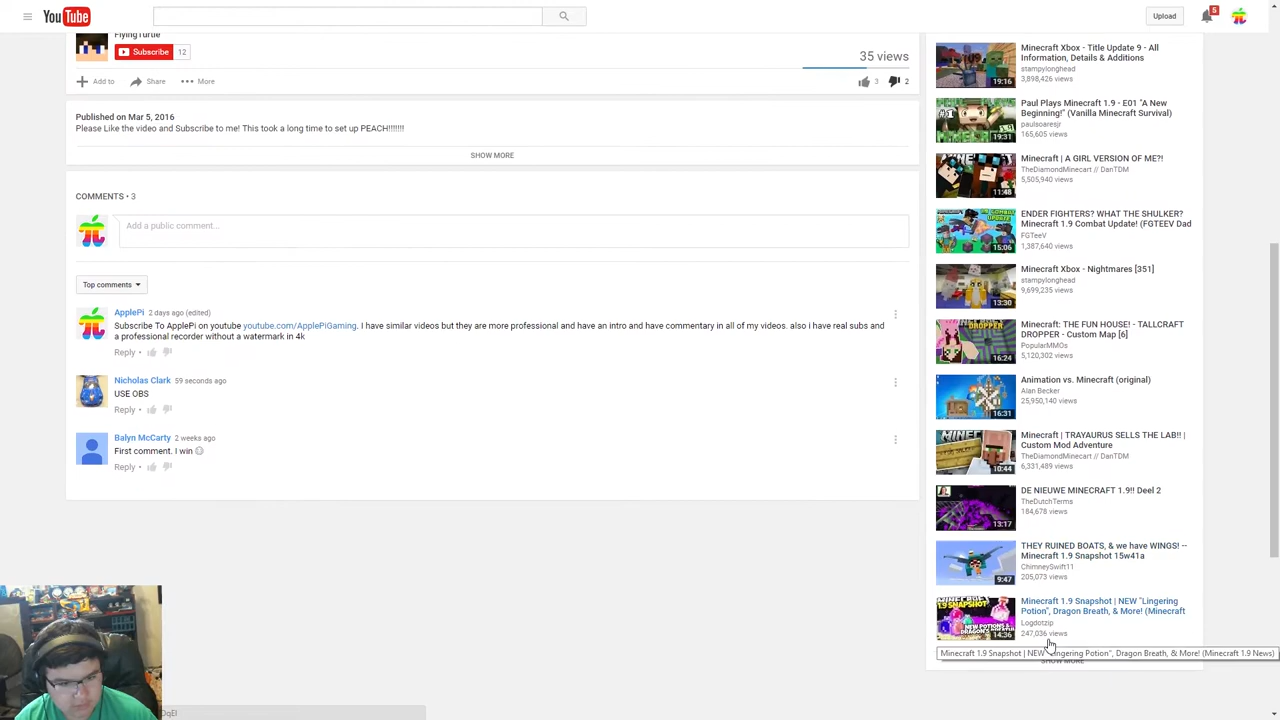 YouTube
Upload
5
FlyingTurtle
Subscribe 12
35 views
Add to Share More
3 2
Published on Mar 5, 2016
Please Like the video and Subscribe to me! This took a long time to set up PEACH!!!!!!!
SHOW MORE
COMMENTS • 3
Add a public comment...
Top comments
ApplePi 2 days ago (edited)
Subscribe To ApplePi on youtube youtube.com/ApplePiGaming. I have similar videos but they are more professional and have an intro and have commentary in all of my videos. also i have real subs and
a professional recorder without a watermark in 4k
Reply •
Nicholas Clark 59 seconds ago
USE OBS
Reply •
Balyn McCarty 2 weeks ago
First comment. I win
Reply •
Minecraft Xbox - Title Update 9 - All
Information, Details & Additions
stampylonghead
3,898,426 views
19:16
Paul Plays Minecraft 1.9 - E01 "A New
Beginning!" (Vanilla Minecraft Survival)
paulsoaresjr
165,605 views
#1
19:31
Minecraft | A GIRL VERSION OF ME?!
TheDiamondMinecart // DanTDM
5,505,940 views
11:48
ENDER FIGHTERS? WHAT THE SHULKER?
Minecraft 1.9 Combat Update! (FGTEEV Dad
FGTeeV
1,387,640 views
15:06
Minecraft Xbox - Nightmares [351]
stampylonghead
9,699,235 views
13:30
Minecraft: THE FUN HOUSE! - TALLCRAFT
DROPPER - Custom Map [6]
PopularMMOs
5,120,302 views
DROPPER
16:24
Animation vs. Minecraft (original)
Alan Becker
25,950,140 views
16:31
Minecraft | TRAYAURUS SELLS THE LAB!! |
Custom Mod Adventure
TheDiamondMinecart // DanTDM
6,331,489 views
10:44
DE NIEUWE MINECRAFT 1.9!! Deel 2
TheDutchTerms
184,678 views
13:17
THEY RUINED BOATS, & we have WINGS! --
Minecraft 1.9 Snapshot 15w41a
ChimneySwift11
205,073 views
9:47
Minecraft 1.9 Snapshot | NEW "Lingering
Potion", Dragon Breath, & More! (Minecraft
Logdotzip
247,036 views
14:36
Minecraft 1.9 Snapshot | NEW "Lingering Potion", Dragon Breath, & More! (Minecraft 1.9 News)
SHOW MORE